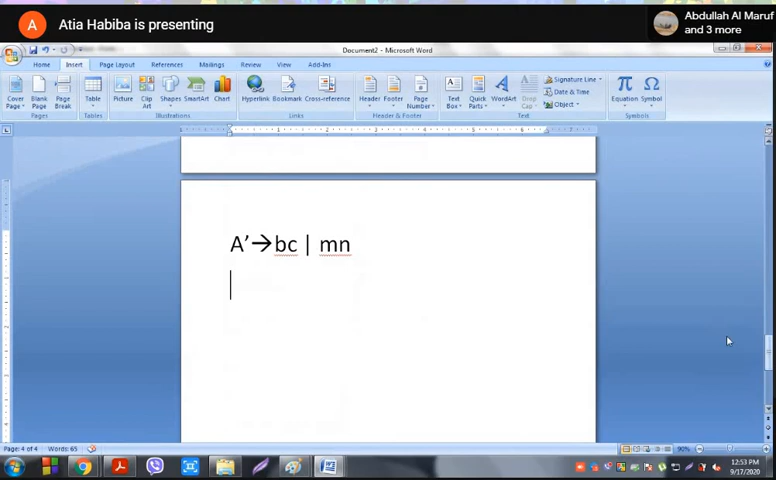 A
Atia Habiba is presenting
Abdullah Al Maruf
and 3 more
Document2 - Microsoft Word
Home Insert Page Layout References Mailings Review View Add-Ins
Cover Page Blank Page Page Break Table Picture Clip Art Shapes SmartArt Chart Hyperlink Bookmark Cross-reference Header Footer Page Number Text Box Quick Parts WordArt Drop Cap Signature Line Date & Time Object Equation Symbol
Pages Tables Illustrations Links Header & Footer Text Symbols
A'→bc | mn
Page: 4 of 4 Words: 65 90%
12:53 PM
9/17/2020